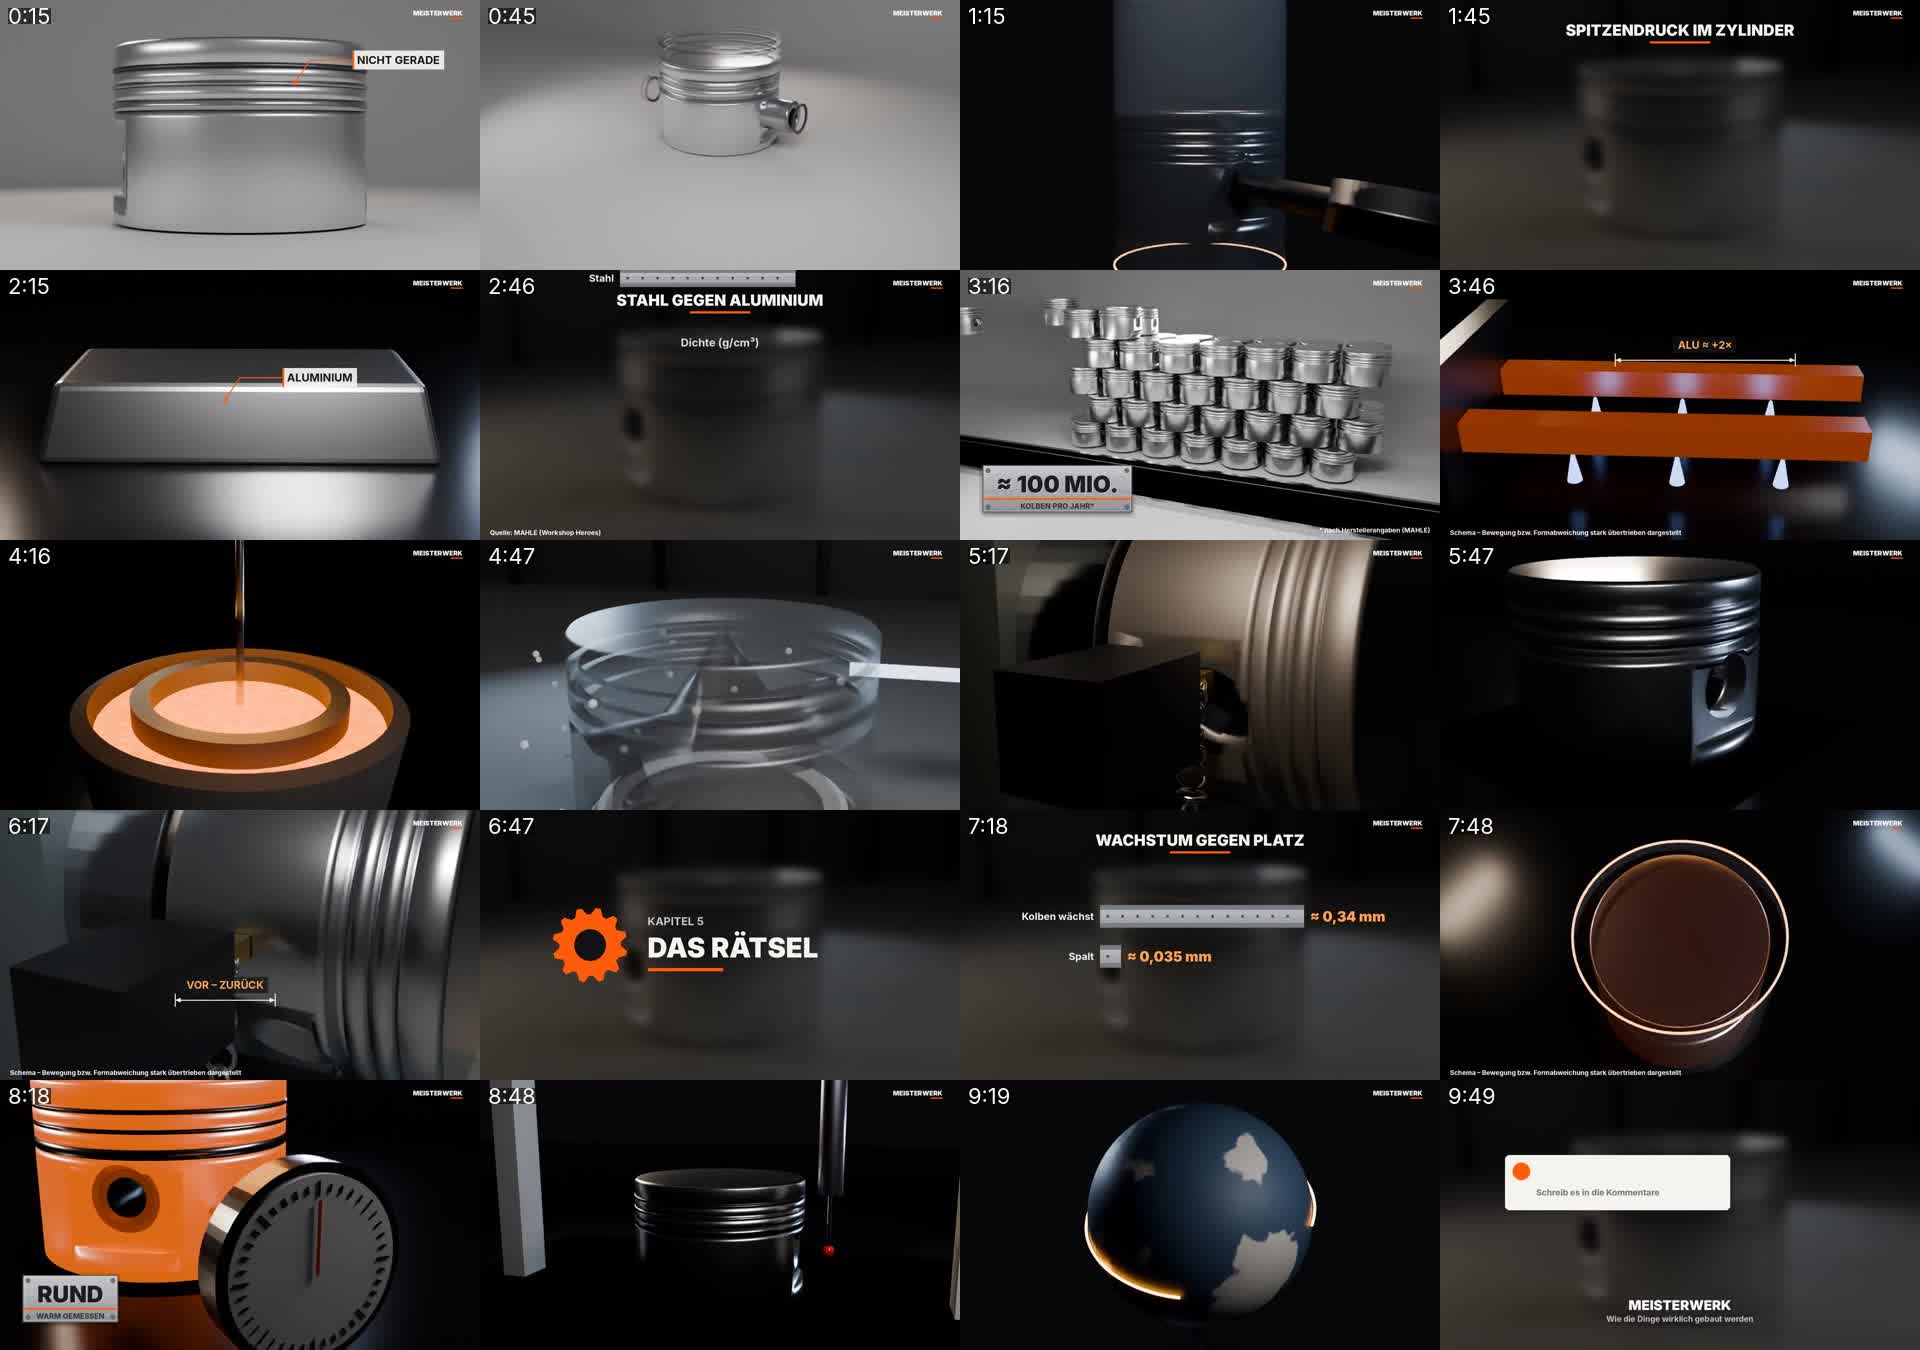 0:15
MEISTERWERK
NICHT GERADE
0:45
MEISTERWERK
1:15
MEISTERWERK
1:45
MEISTERWERK
SPITZENDRUCK IM ZYLINDER
2:15
MEISTERWERK
ALUMINIUM
2:46
Stahl
MEISTERWERK
STAHL GEGEN ALUMINIUM
Dichte (g/cm³)
Quelle: MAHLE (Workshop Heroes)
3:16
MEISTERWERK
≈ 100 MIO.
KOLBEN PRO JAHR*
* nach Herstellerangaben (MAHLE)
3:46
MEISTERWERK
ALU ≈ +2×
Schema – Bewegung bzw. Formabweichung stark übertrieben dargestellt
4:16
MEISTERWERK
4:47
MEISTERWERK
5:17
MEISTERWERK
5:47
MEISTERWERK
6:17
MEISTERWERK
VOR – ZURÜCK
Schema – Bewegung bzw. Formabweichung stark übertrieben dargestellt
6:47
MEISTERWERK
KAPITEL 5
DAS RÄTSEL
7:18
MEISTERWERK
WACHSTUM GEGEN PLATZ
Kolben wächst
≈ 0,34 mm
Spalt
≈ 0,035 mm
7:48
MEISTERWERK
Schema – Bewegung bzw. Formabweichung stark übertrieben dargestellt
8:18
MEISTERWERK
RUND
WARM GEMESSEN
8:48
MEISTERWERK
9:19
MEISTERWERK
9:49
Schreib es in die Kommentare
MEISTERWERK
Wie die Dinge wirklich gebaut werden